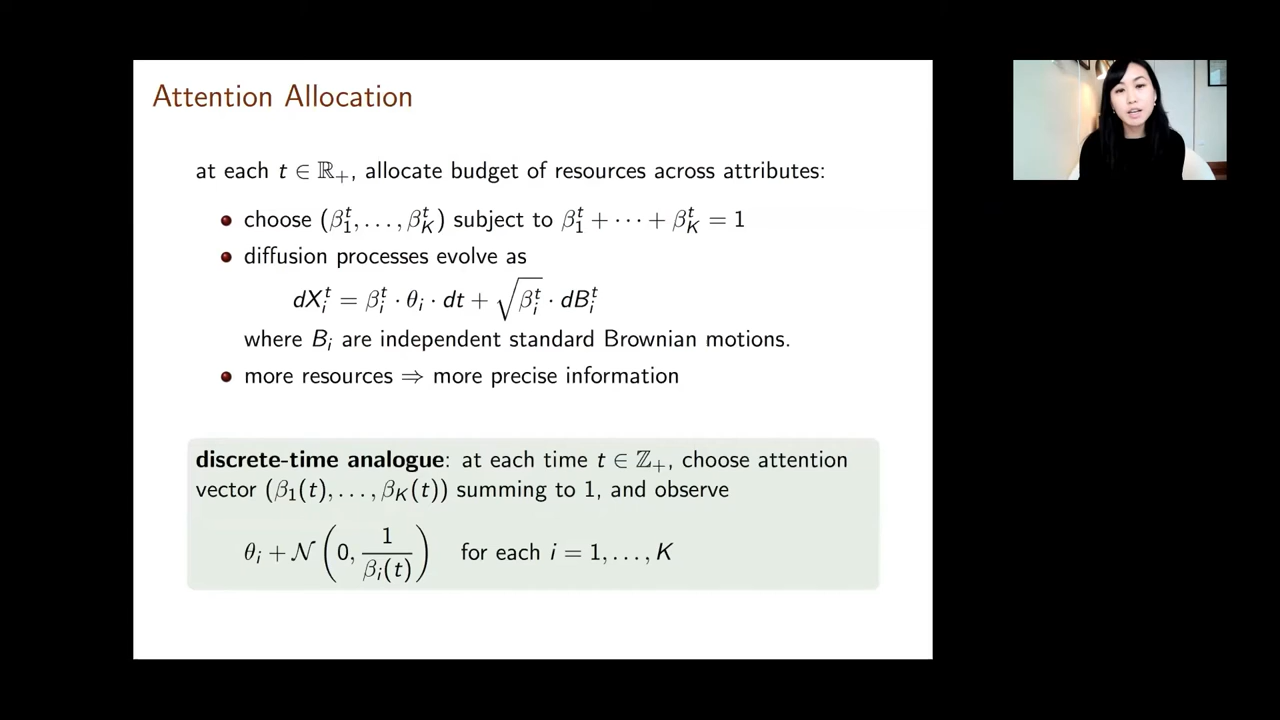 Attention Allocation
at each t ∈ ℝ₊, allocate budget of resources across attributes:
choose (β₁ᵗ, . . . , β_Kᵗ) subject to β₁ᵗ + · · · + β_Kᵗ = 1
diffusion processes evolve as
dXᵢᵗ = βᵢᵗ · θᵢ · dt + √(βᵢᵗ) · dBᵢᵗ
where Bᵢ are independent standard Brownian motions.
more resources ⇒ more precise information
discrete-time analogue: at each time t ∈ ℤ₊, choose attention
vector (β₁(t), . . . , β_K(t)) summing to 1, and observe
θᵢ + 𝒩(0, 1/βᵢ(t)) for each i = 1, . . . , K